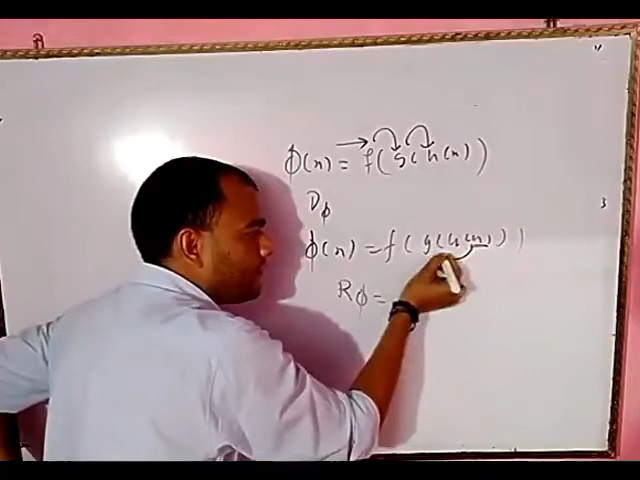 ϕ(x) = f(g(h(x))
Dϕ
ϕ(x) = f(g(h(x)))
Rϕ =